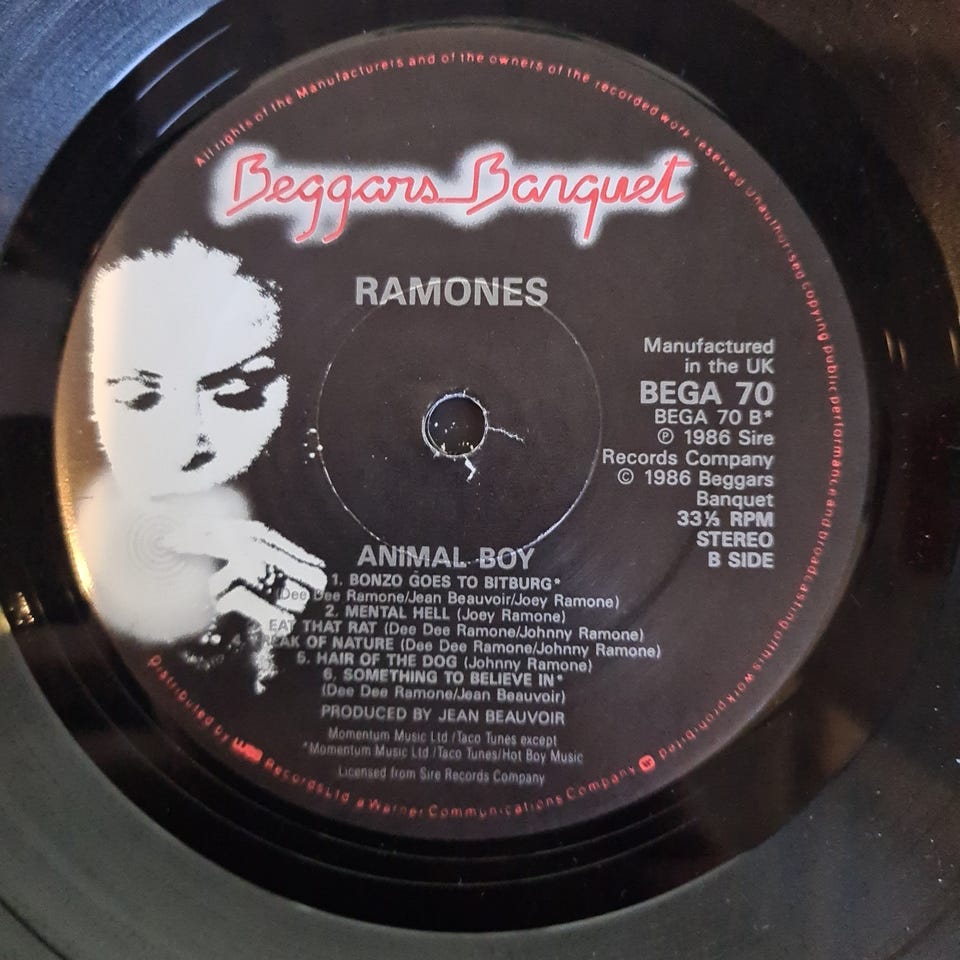 All rights of the Manufacturers and of the owners of the recorded work reserved Unauthorised copying public performance and broadcasting of this work prohibited
Beggars Banquet
RAMONES
Manufactured
in the UK
BEGA 70
BEGA 70 B*
℗ 1986 Sire
Records Company
© 1986 Beggars
Banquet
33⅓ RPM
STEREO
B SIDE
ANIMAL BOY
1. BONZO GOES TO BITBURG*
(Dee Dee Ramone/Jean Beauvoir/Joey Ramone)
2. MENTAL HELL (Joey Ramone)
EAT THAT RAT (Dee Dee Ramone/Johnny Ramone)
4. FREAK OF NATURE (Dee Dee Ramone/Johnny Ramone)
5. HAIR OF THE DOG (Johnny Ramone)
6. SOMETHING TO BELIEVE IN*
(Dee Dee Ramone/Jean Beauvoir)
PRODUCED BY JEAN BEAUVOIR
Momentum Music Ltd /Taco Tunes except
*Momentum Music Ltd /Taco Tunes/Hot Boy Music
Licensed from Sire Records Company
Distributed by wea Records Ltd a Warner Communications Company